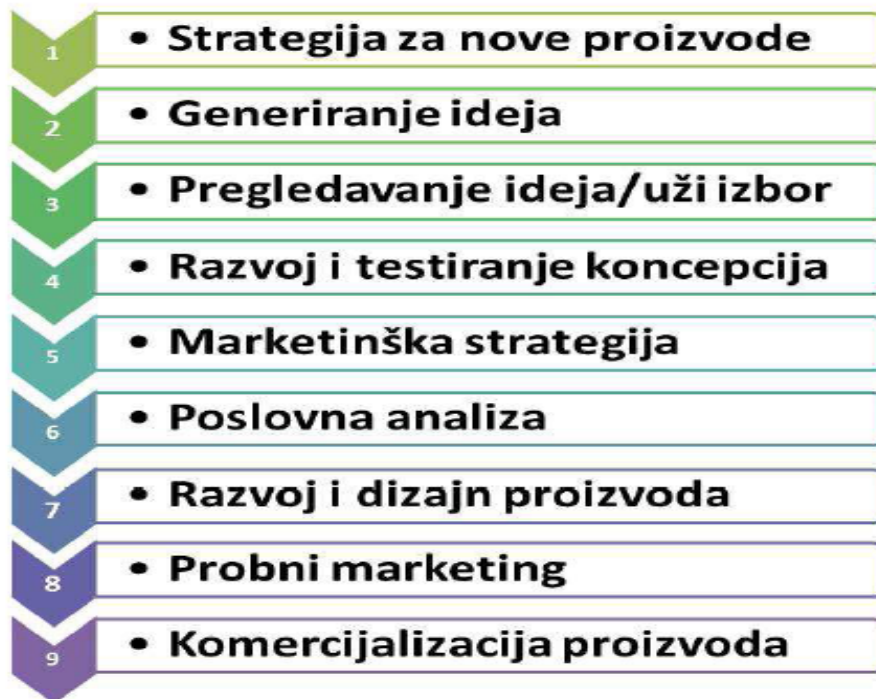 1 • Strategija za nove proizvode
2 • Generiranje ideja
3 • Pregledavanje ideja/uži izbor
4 • Razvoj i testiranje koncepcija
5 • Marketinška strategija
6 • Poslovna analiza
7 • Razvoj i dizajn proizvoda
8 • Probni marketing
9 • Komercijalizacija proizvoda